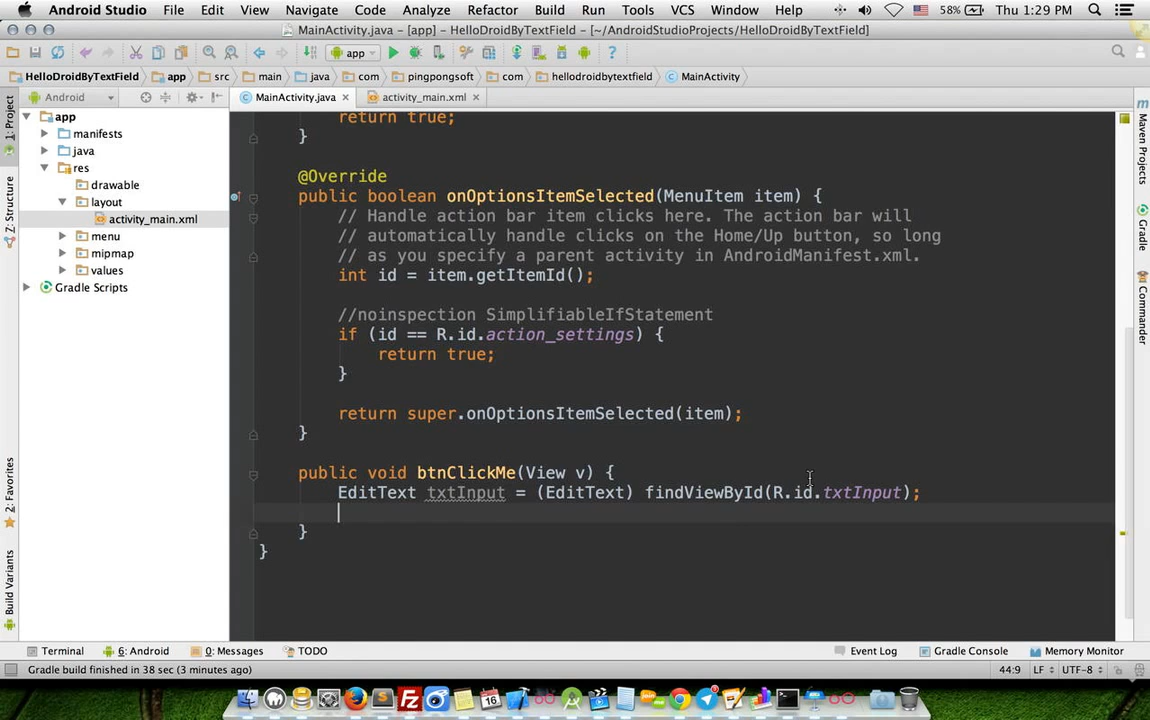 Android Studio File Edit View Navigate Code Analyze Refactor Build Run Tools VCS Window Help 58% Thu 1:29 PM
MainActivity.java - [app] - HelloDroidByTextField - [~/AndroidStudioProjects/HelloDroidByTextField]
app
HelloDroidByTextField app src main java com pingpongsoft com hellodroidbytextfield MainActivity
Android
MainActivity.java activity_main.xml
1: Project
Z: Structure
2: Favorites
Build Variants
app
manifests
java
res
drawable
layout
activity_main.xml
menu
mipmap
values
Gradle Scripts
return true;
}
@Override
public boolean onOptionsItemSelected(MenuItem item) {
// Handle action bar item clicks here. The action bar will
// automatically handle clicks on the Home/Up button, so long
// as you specify a parent activity in AndroidManifest.xml.
int id = item.getItemId();
//noinspection SimplifiableIfStatement
if (id == R.id.action_settings) {
return true;
}
return super.onOptionsItemSelected(item);
}
public void btnClickMe(View v) {
EditText txtInput = (EditText) findViewById(R.id.txtInput);
}
}
m
Maven Projects
Gradle
Commander
Terminal 6: Android 0: Messages TODO Event Log Gradle Console Memory Monitor
Gradle build finished in 38 sec (3 minutes ago) 44:9 LF UTF-8
FZ S 16